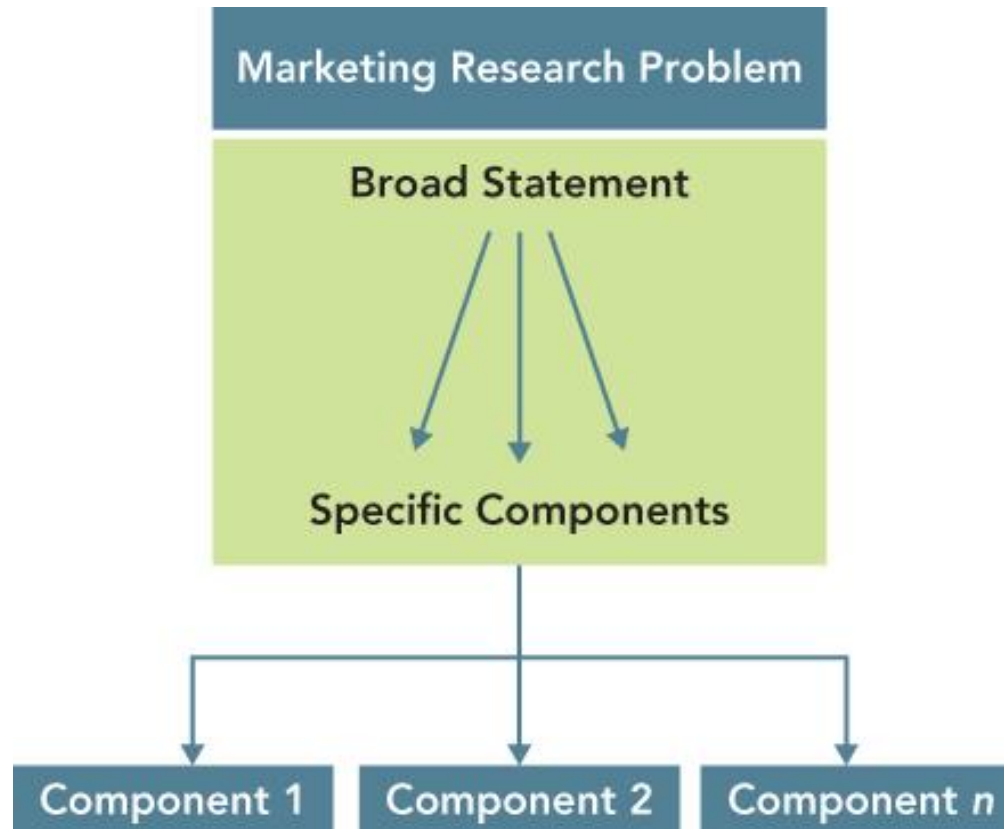 Marketing Research Problem
Broad Statement
Specific Components
Component 1
Component 2
Component n